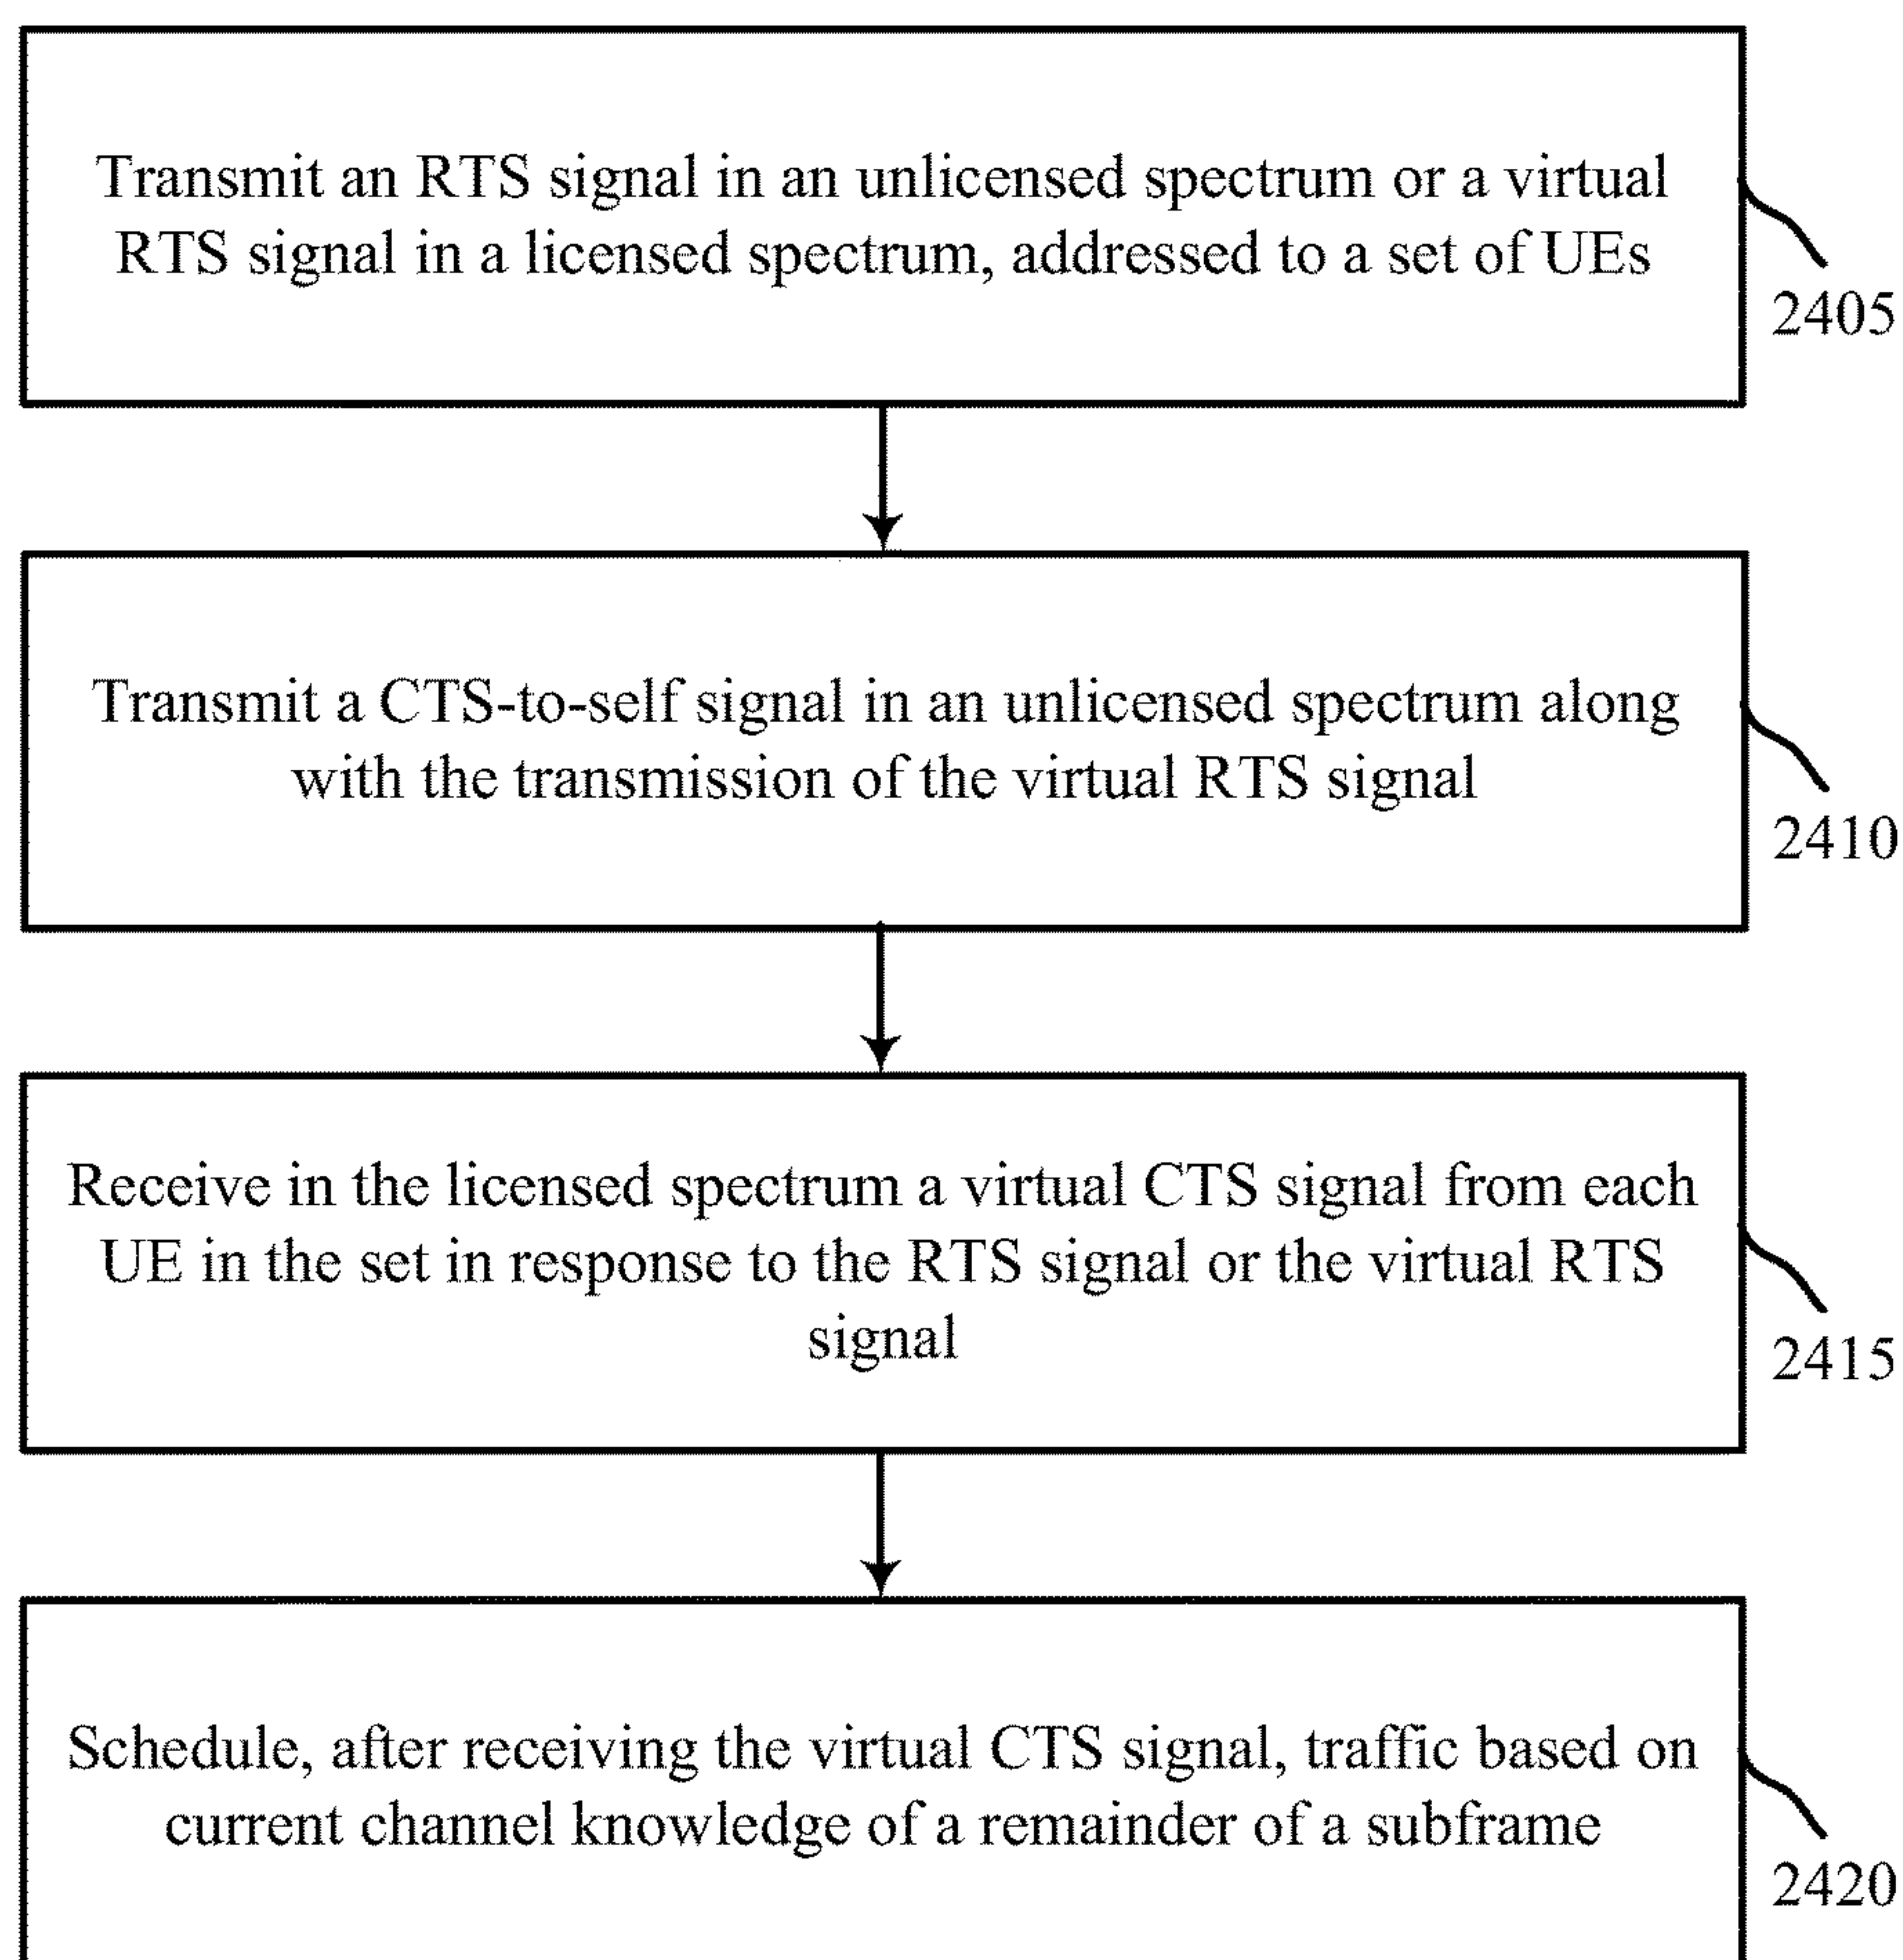 Transmit an RTS signal in an unlicensed spectrum or a virtual
RTS signal in a licensed spectrum, addressed to a set of UEs
2405
Transmit a CTS-to-self signal in an unlicensed spectrum along
with the transmission of the virtual RTS signal
2410
Receive in the licensed spectrum a virtual CTS signal from each
UE in the set in response to the RTS signal or the virtual RTS
signal
2415
Schedule, after receiving the virtual CTS signal, traffic based on
current channel knowledge of a remainder of a subframe
2420